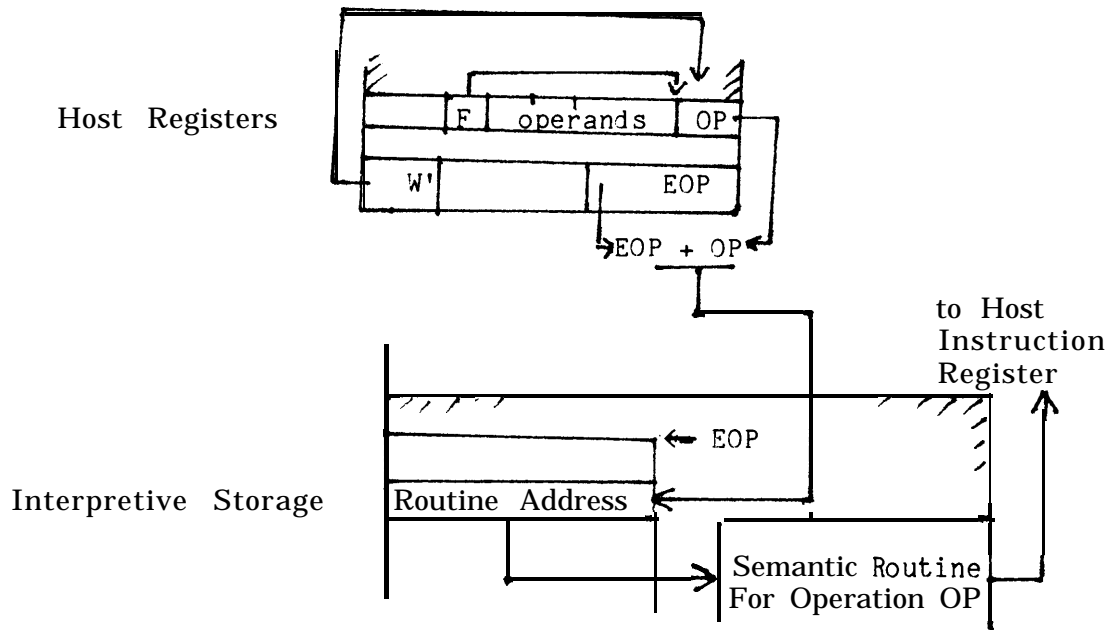 Host Registers
F operands OP
W' EOP
EOP + OP
to Host
Instruction
Register
← EOP
Interpretive Storage
Routine Address
Semantic Routine
For Operation OP